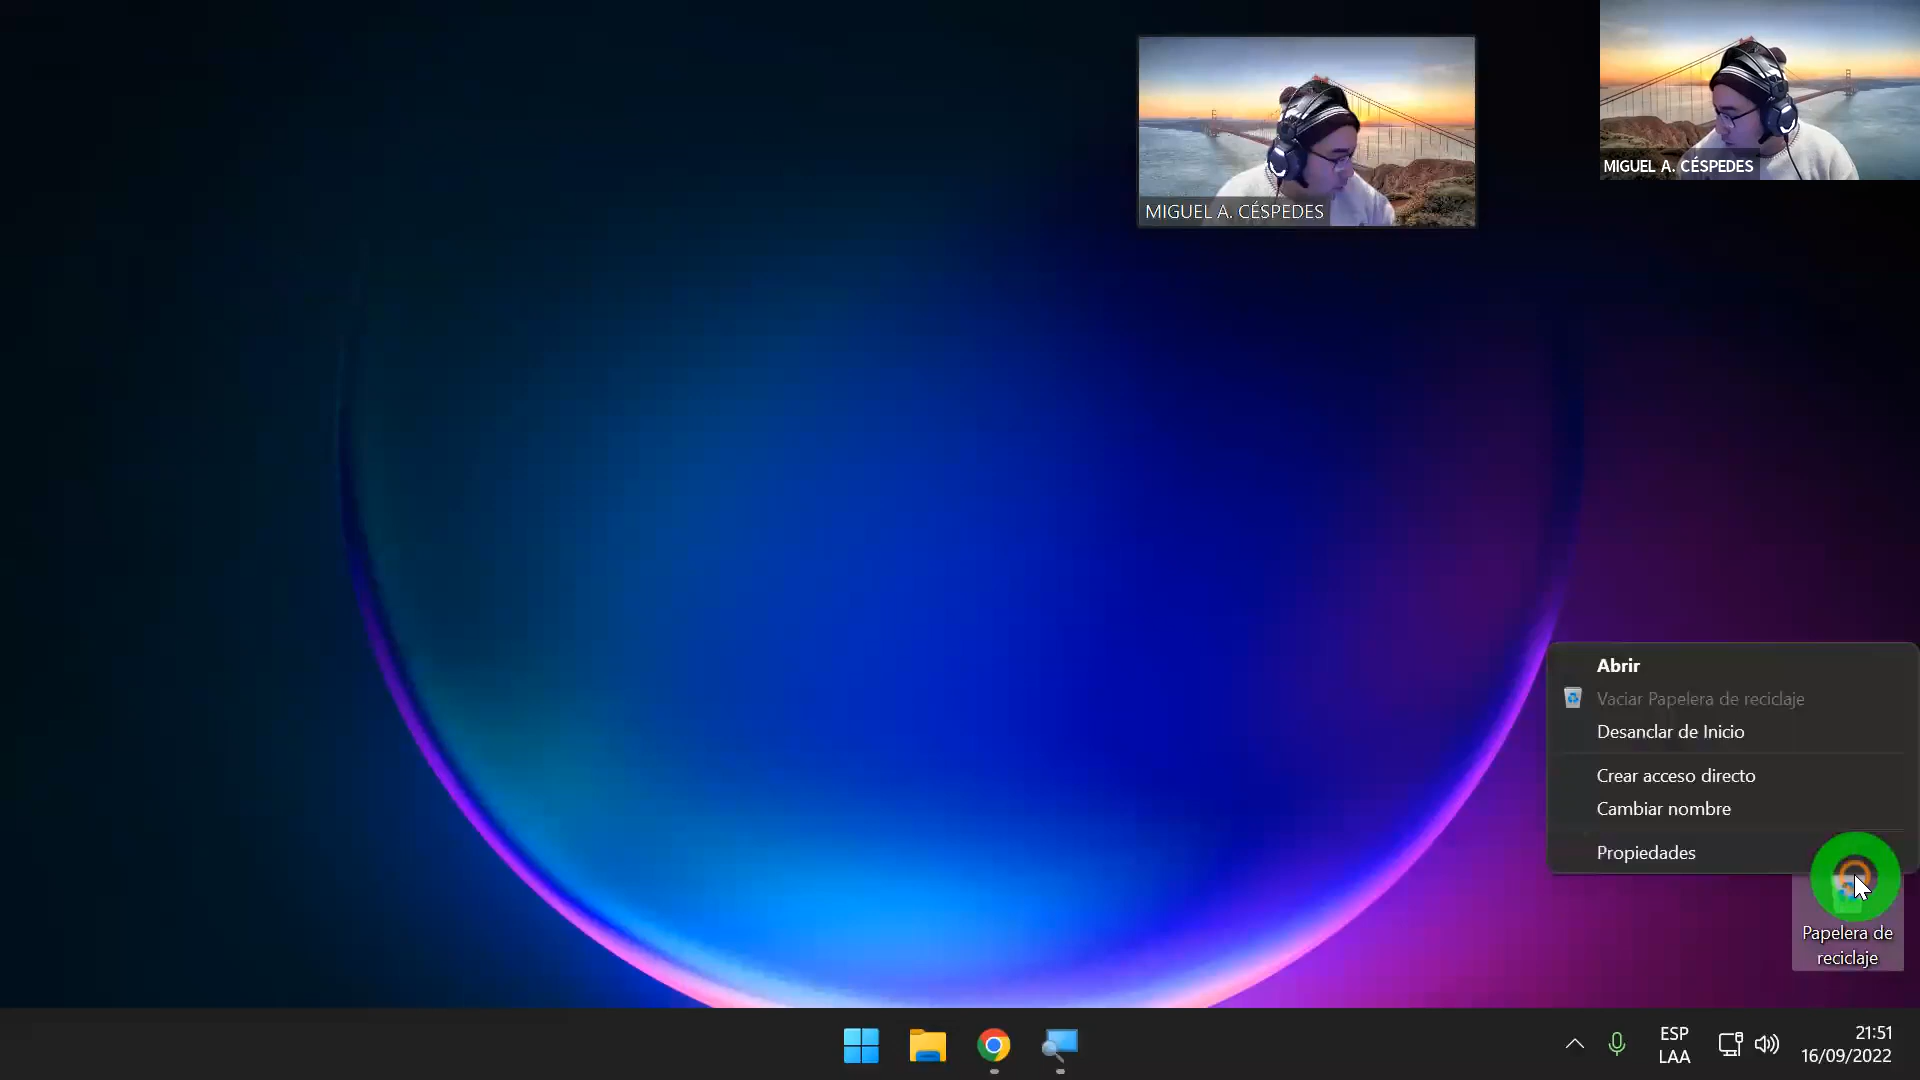 MIGUEL A. CÉSPEDES
MIGUEL A. CÉSPEDES
Abrir
Vaciar Papelera de reciclaje
Desanclar de Inicio
Crear acceso directo
Cambiar nombre
Propiedades
Papelera de
reciclaje
ESP
LAA
21:51
16/09/2022